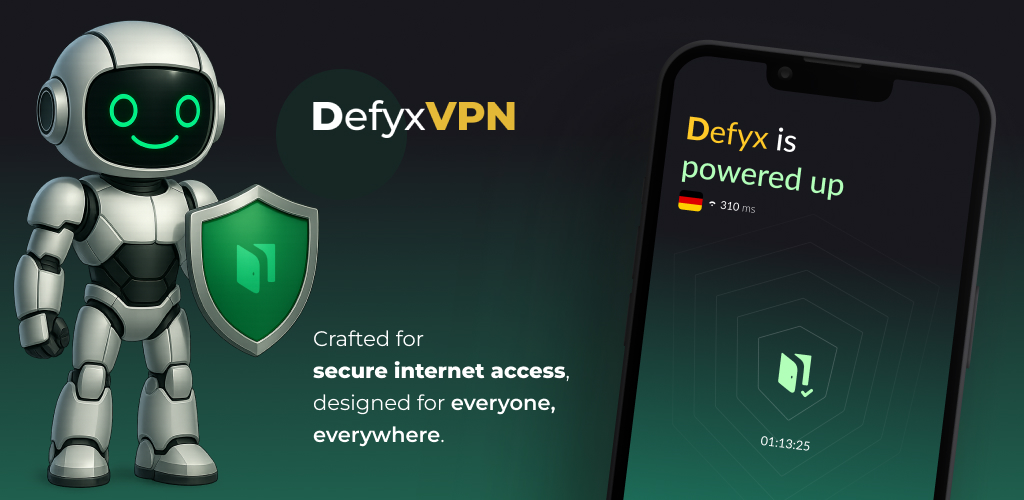 DefyxVPN
Crafted for
secure internet access,
designed for everyone,
everywhere.
Defyx is
powered up
310 ms
01:13:25